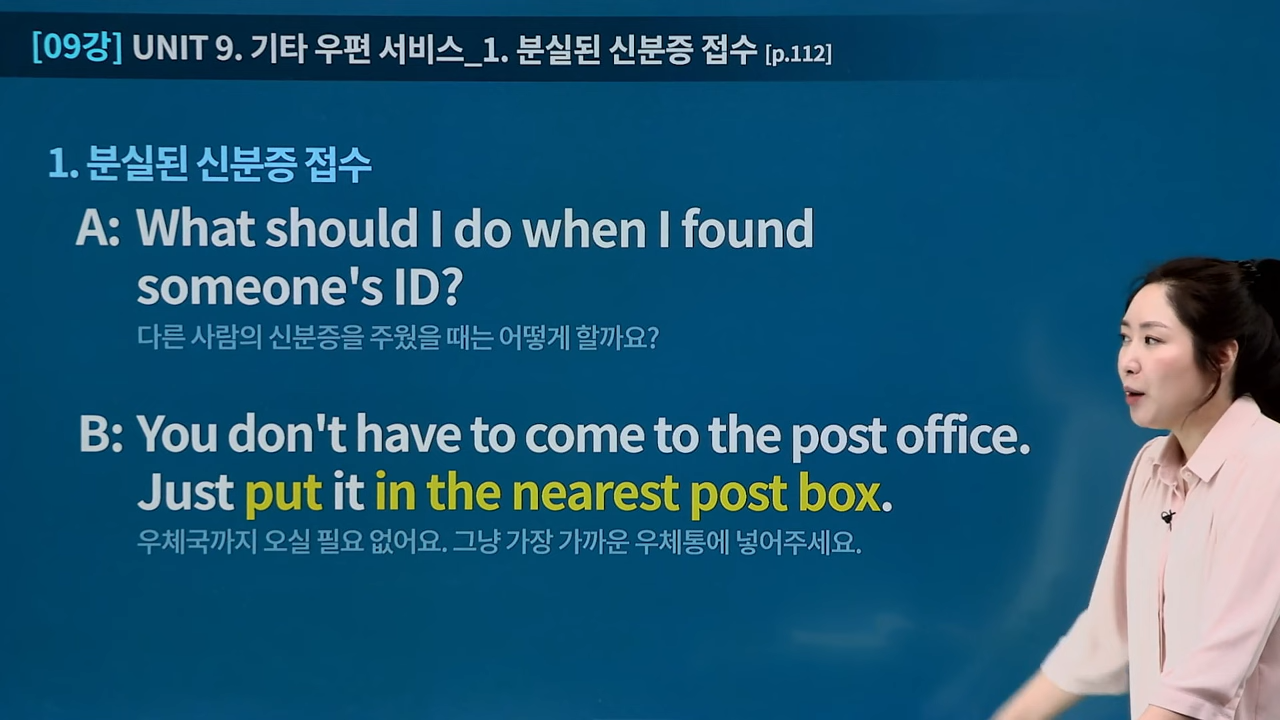 [09강] UNIT 9. 기타 우편 서비스_1. 분실된 신분증 접수 [p.112]
1. 분실된 신분증 접수
A: What should I do when I found
someone's ID?
다른 사람의 신분증을 주웠을 때는 어떻게 할까요?
B: You don't have to come to the post office.
Just put it in the nearest post box.
우체국까지 오실 필요 없어요. 그냥 가장 가까운 우체통에 넣어주세요.